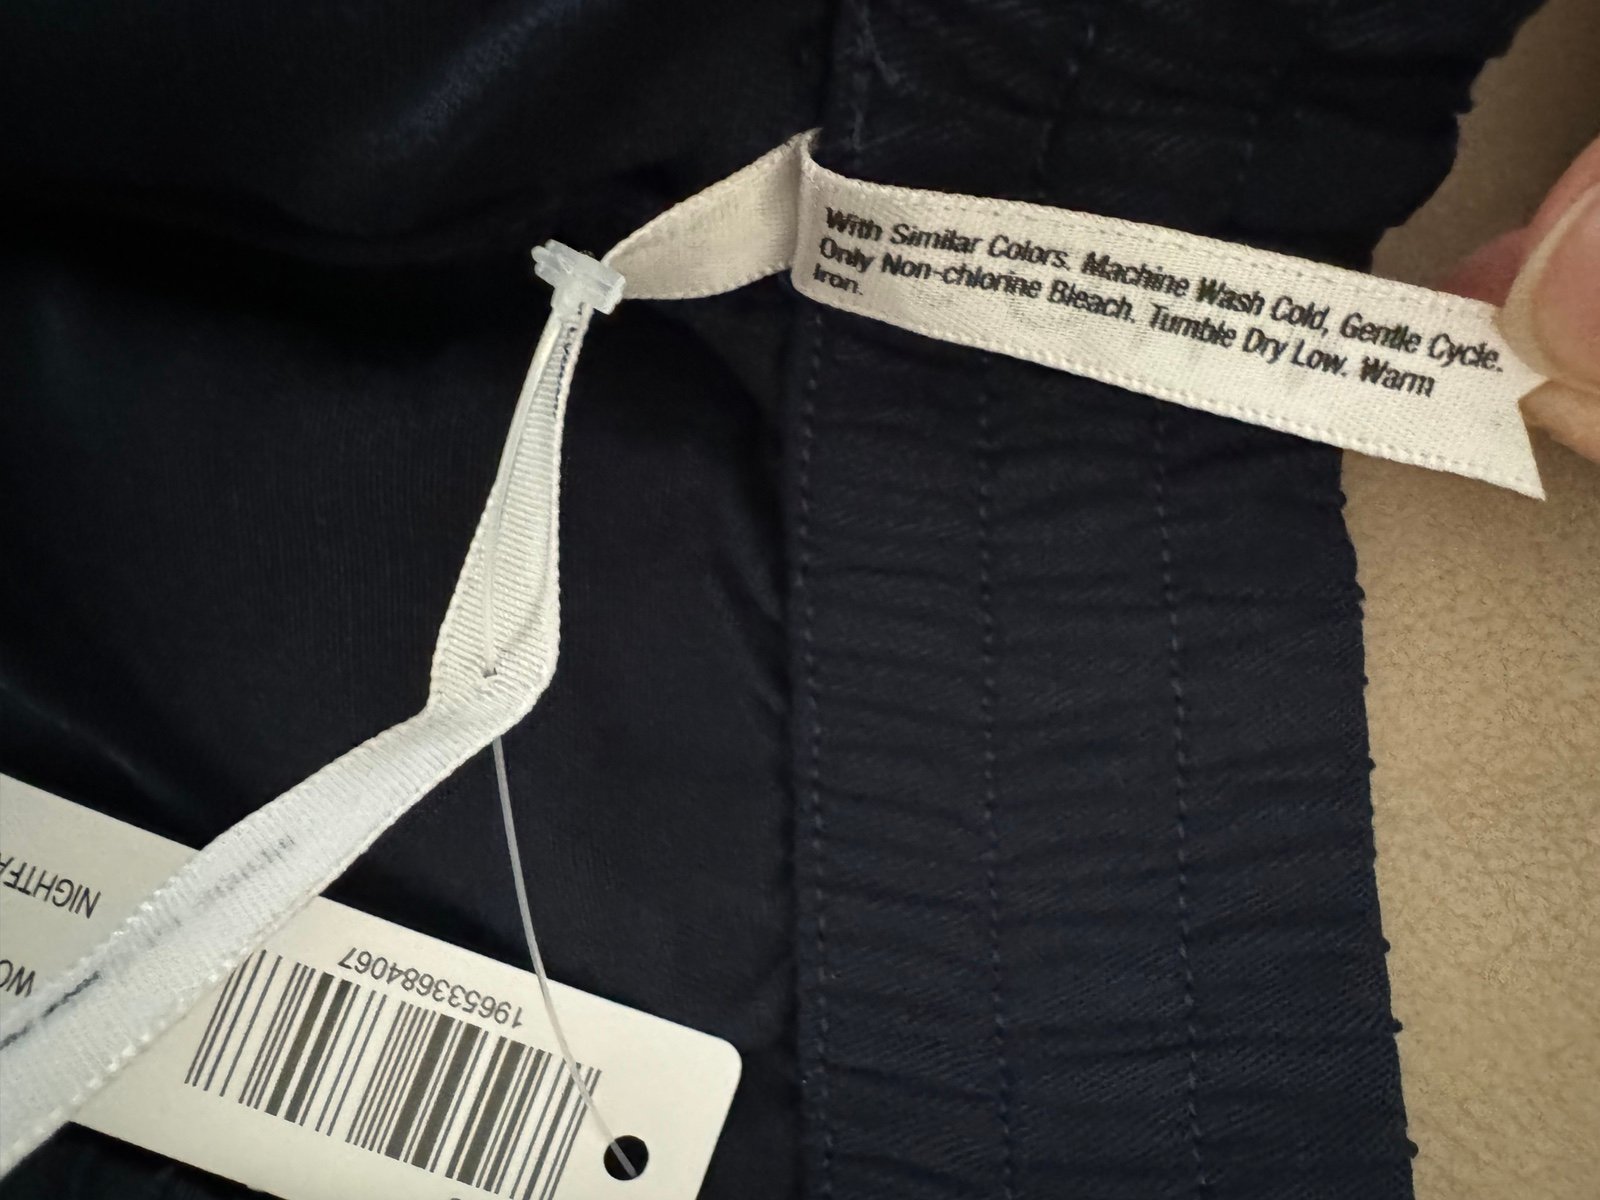 With Similar Colors. Machine Wash Cold, Gentle Cycle.
Only Non-chlorine Bleach. Tumble Dry Low. Warm
Iron.
196533684067